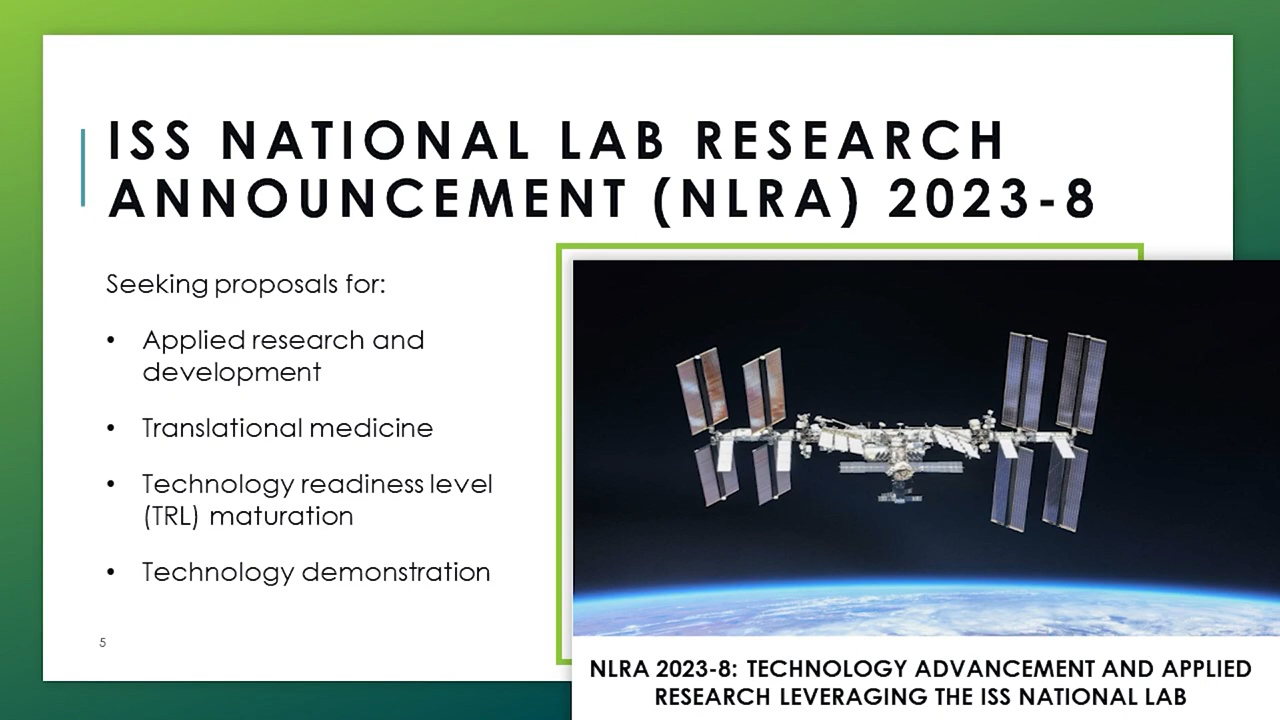 ISS NATIONAL LAB RESEARCH
ANNOUNCEMENT (NLRA) 2023-8
Seeking proposals for:
• Applied research and
development
• Translational medicine
• Technology readiness level
(TRL) maturation
• Technology demonstration
5
NLRA 2023-8: TECHNOLOGY ADVANCEMENT AND APPLIED
RESEARCH LEVERAGING THE ISS NATIONAL LAB